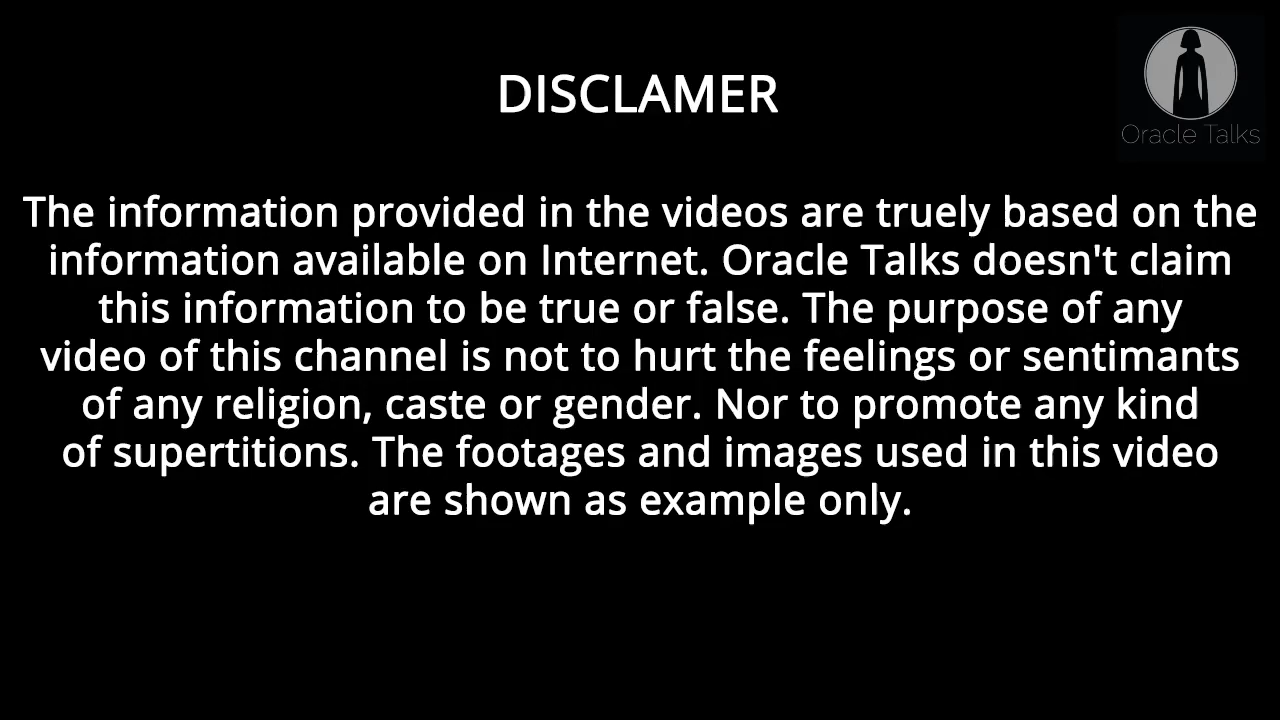 DISCLAMER
Oracle Talks
The information provided in the videos are truely based on the
information available on Internet. Oracle Talks doesn't claim
this information to be true or false. The purpose of any
video of this channel is not to hurt the feelings or sentimants
of any religion, caste or gender. Nor to promote any kind
of supertitions. The footages and images used in this video
are shown as example only.